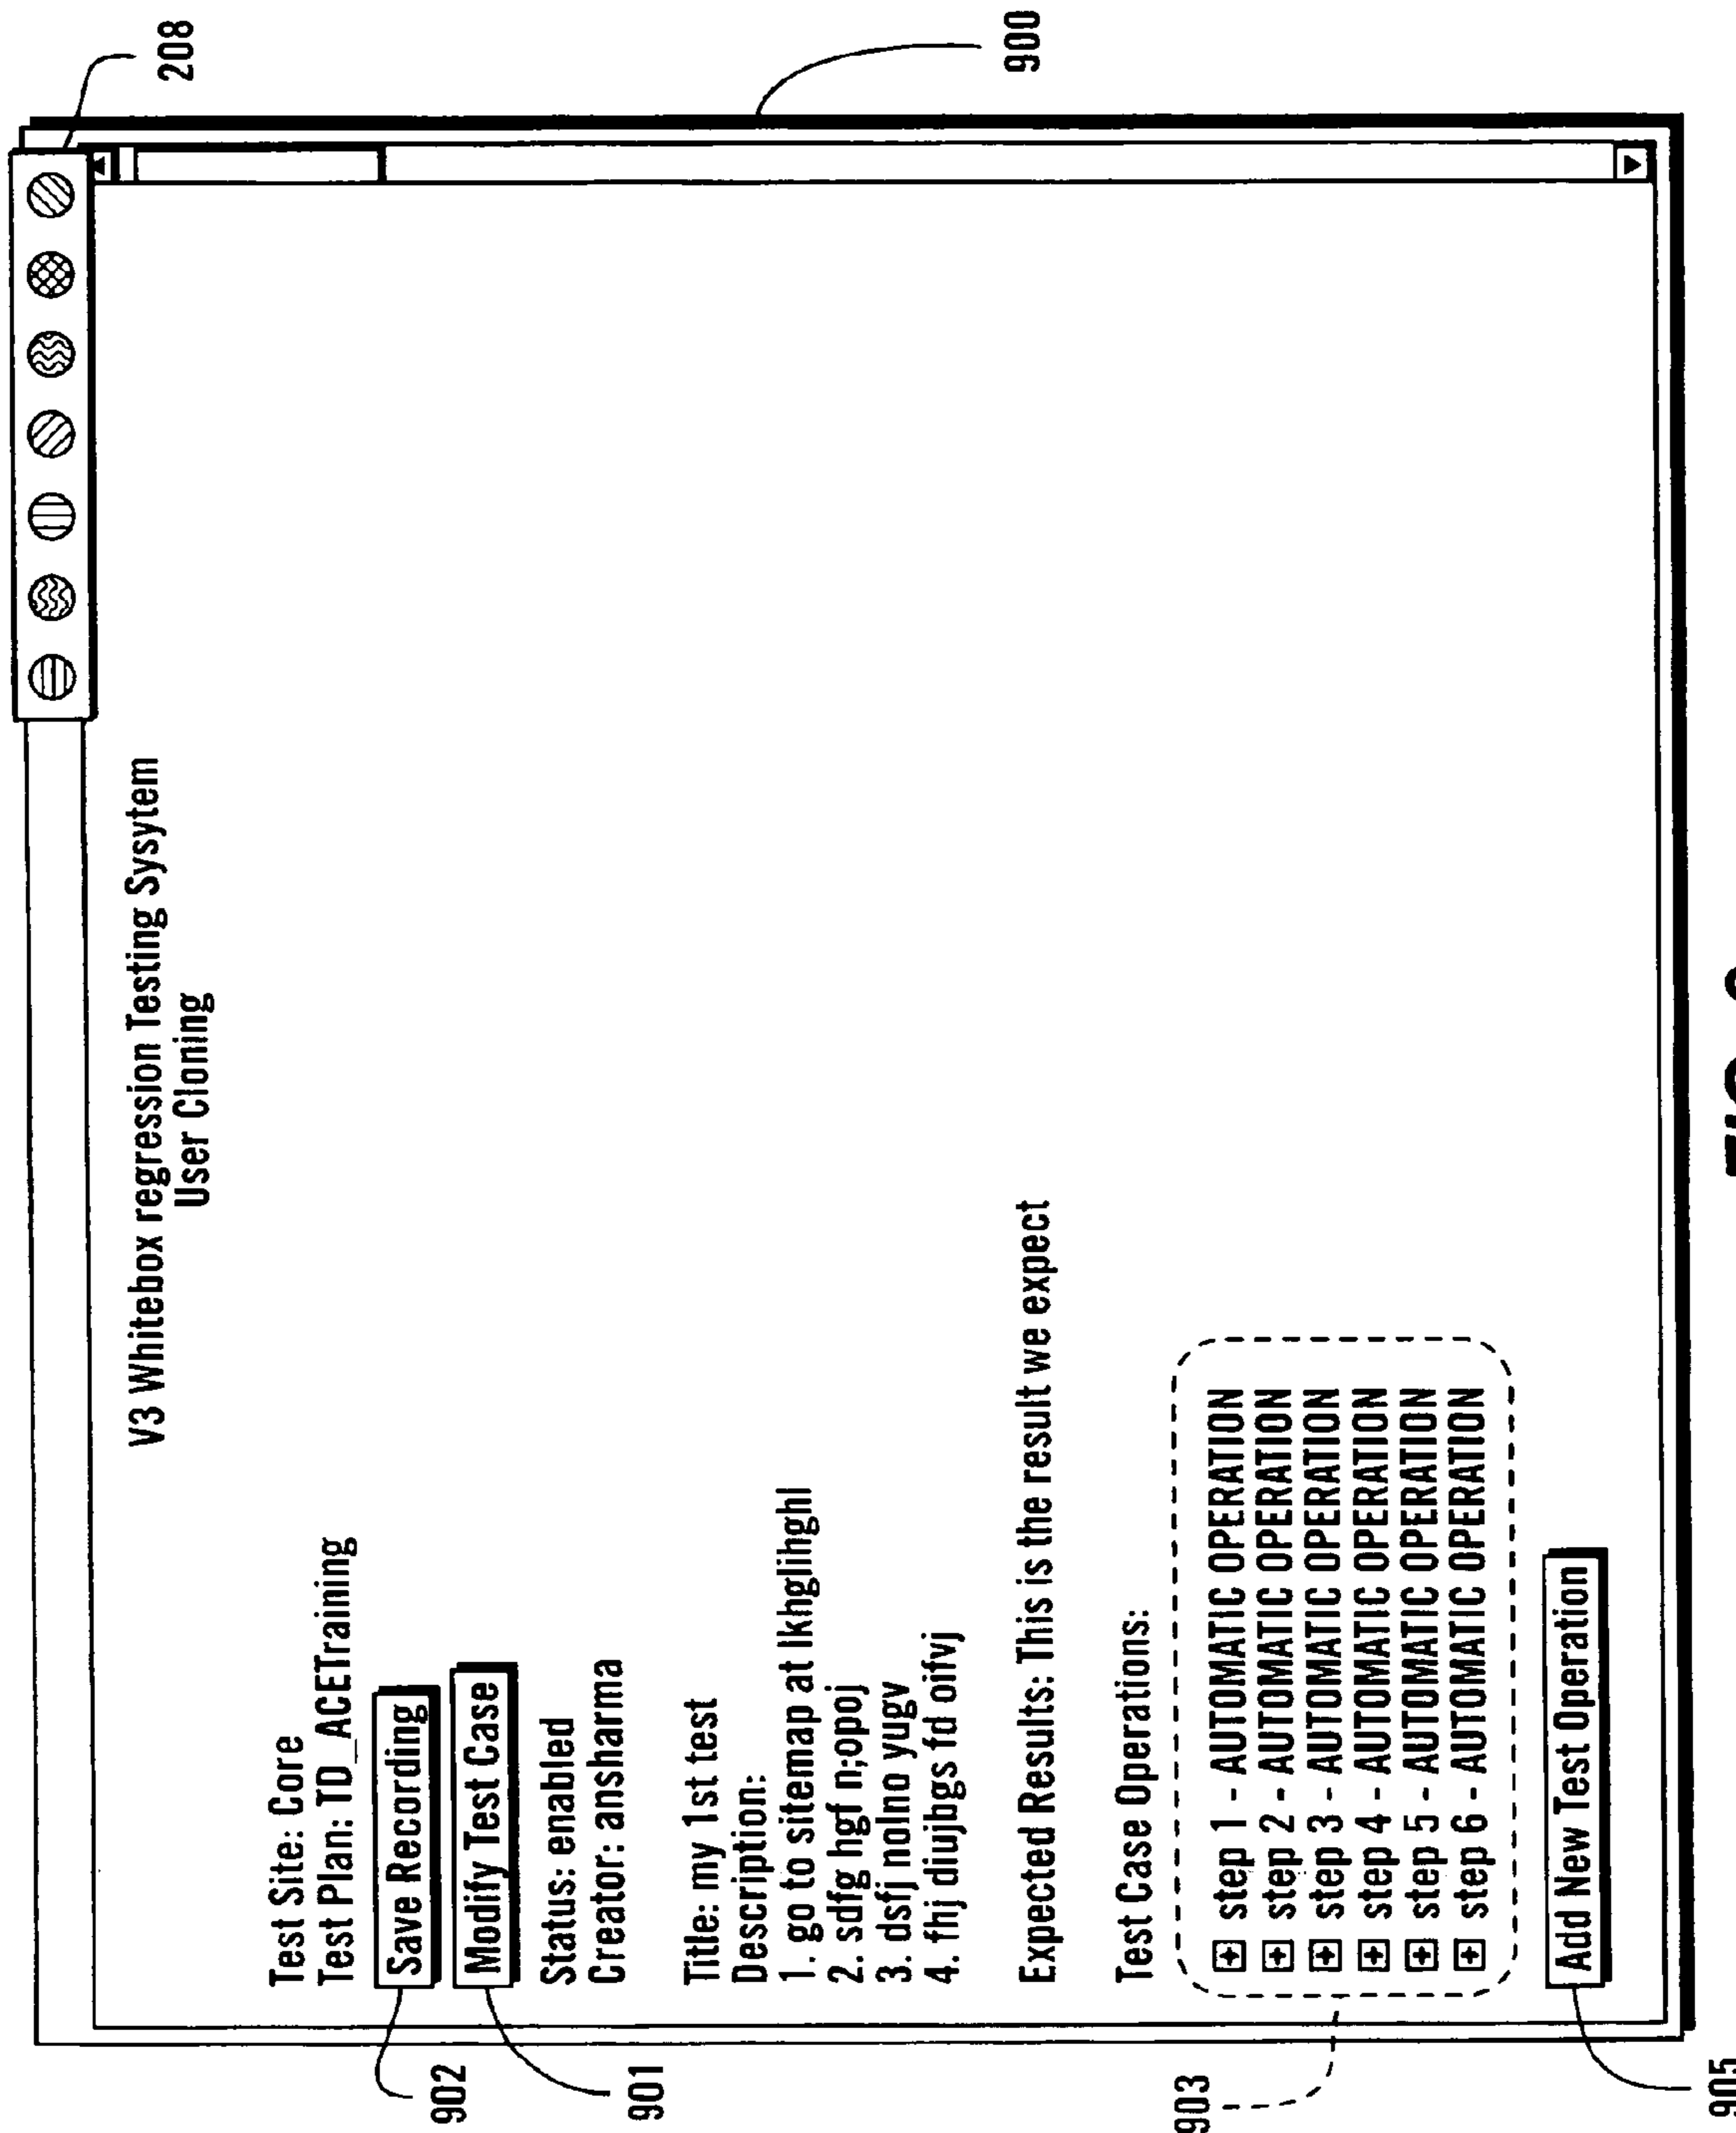 208
V3 Whitebox regression Testing Sysytem
User Cloning
Test Site: Core
Test Plan: TD_ACETraining
902
Save Recording
901
Modify Test Case
Status: enabled
Creator: ansharma
Title: my 1st test
Description:
1. go to sitemap at lkhglihghl
2. sdfg hgf n;opoj
3. dsfj nolno yugv
4. fhj diujbgs fd oifvj
900
Expected Results: This is the result we expect
Test Case Operations:
903
step 1 - AUTOMATIC OPERATION
step 2 - AUTOMATIC OPERATION
step 3 - AUTOMATIC OPERATION
step 4 - AUTOMATIC OPERATION
step 5 - AUTOMATIC OPERATION
step 6 - AUTOMATIC OPERATION
905
Add New Test Operation